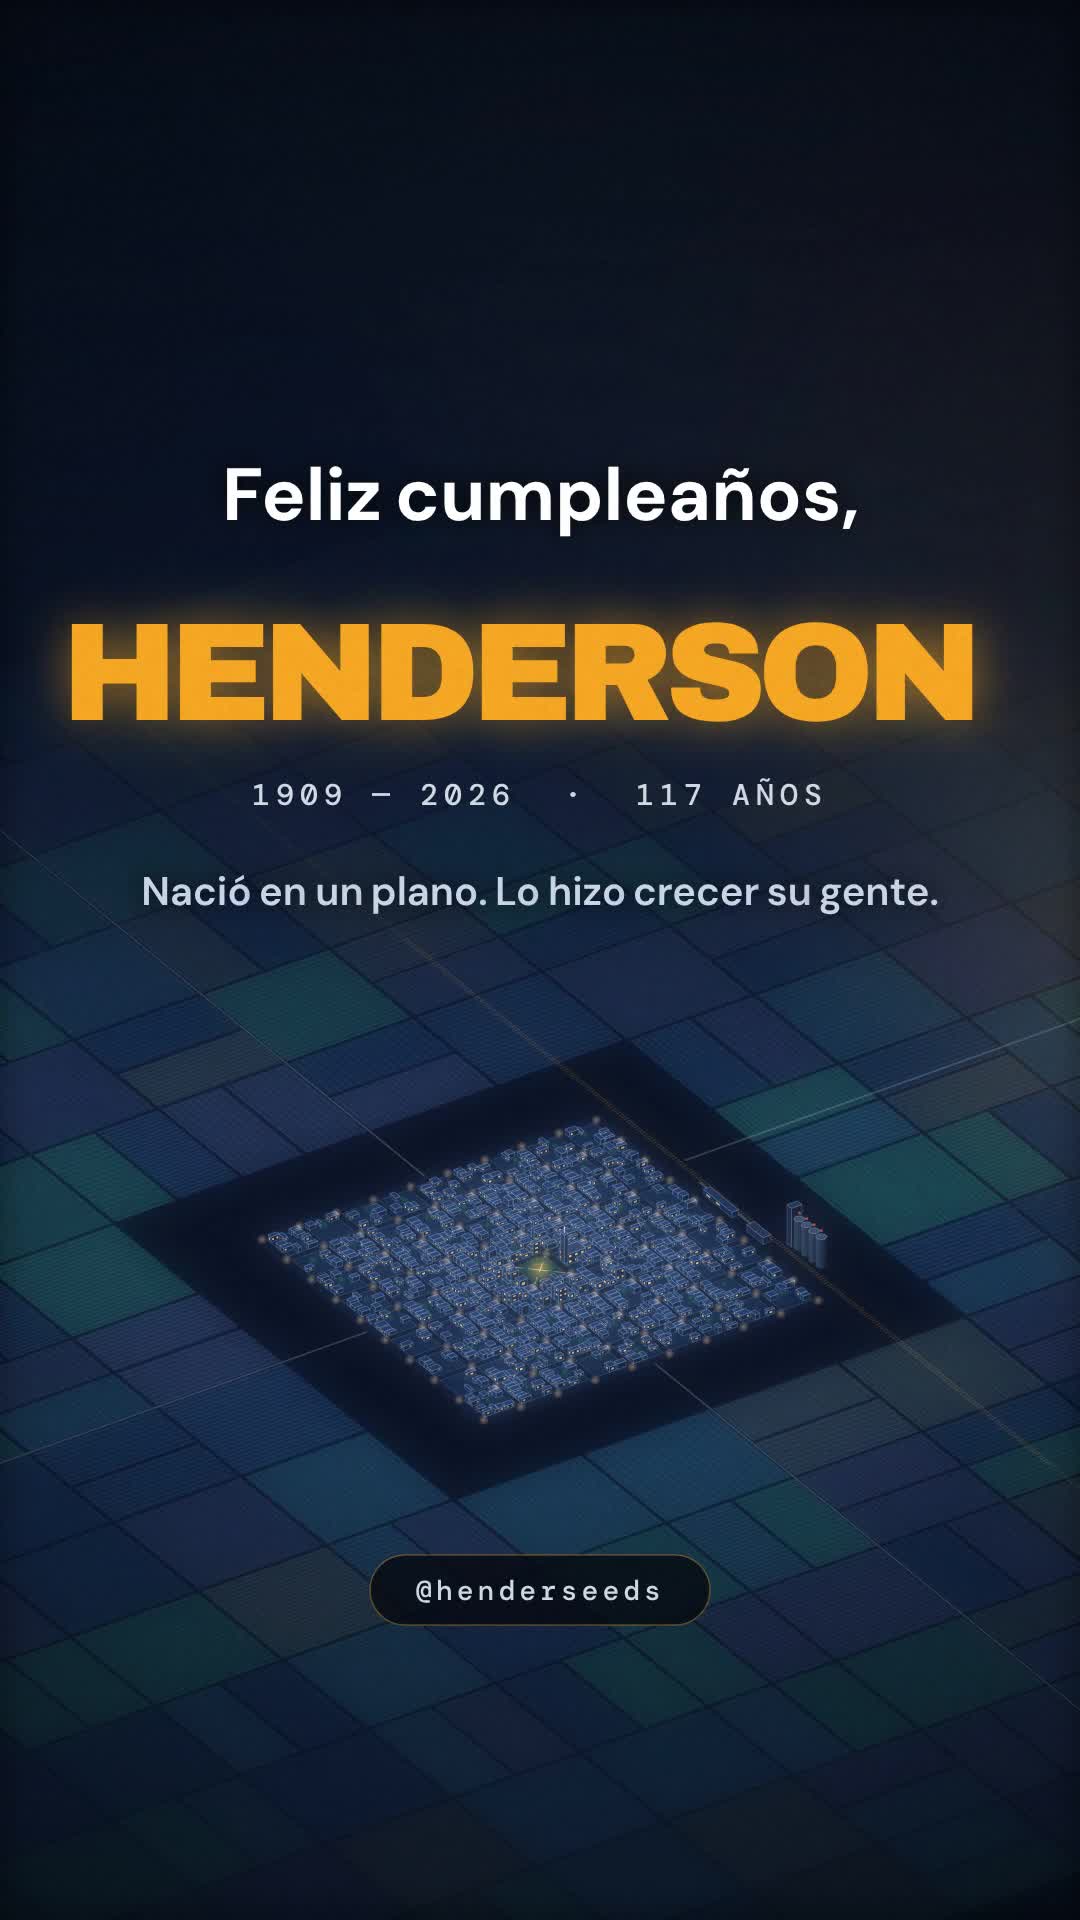 Feliz cumpleaños,
HENDERSON
1909 — 2026 · 117 AÑOS
Nació en un plano. Lo hizo crecer su gente.
@henderseeds